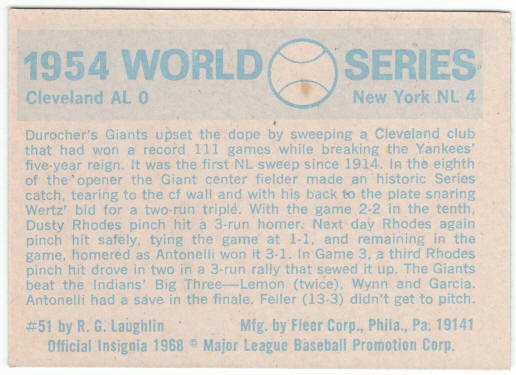 1954 WORLD SERIES
Cleveland AL 0 New York NL 4
Durocher's Giants upset the dope by sweeping a Cleveland club
that had won a record 111 games while breaking the Yankees'
five-year reign. It was the first NL sweep since 1914. In the eighth
of the opener the Giant center fielder made an historic Series
catch, tearing to the cf wall and with his back to the plate snaring
Wertz' bid for a two-run triple. With the game 2-2 in the tenth,
Dusty Rhodes pinch hit a 3-run homer. Next day Rhodes again
pinch hit safely, tying the game at 1-1, and remaining in the
game, homered as Antonelli won it 3-1. In Game 3, a third Rhodes
pinch hit drove in two in a 3-run rally that sewed it up. The Giants
beat the Indians' Big Three—Lemon (twice), Wynn and Garcia.
Antonelli had a save in the finale. Feller (13-3) didn't get to pitch.
#51 by R. G. Laughlin Mfg. by Fleer Corp., Phila., Pa. 19141
Official Insignia 1968 © Major League Baseball Promotion Corp.